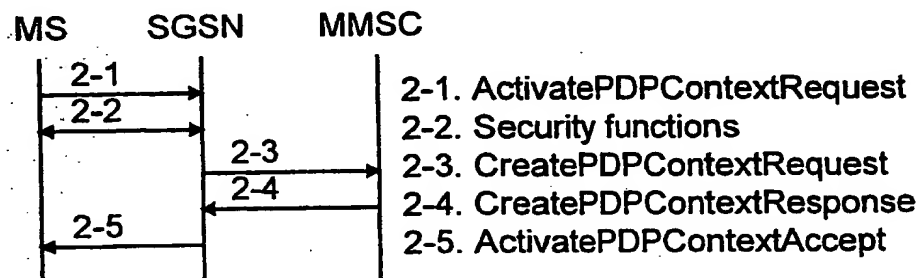 MS SGSN MMSC
2-1
2-2
2-3
2-4
2-5
2-1. ActivatePDPContextRequest
2-2. Security functions
2-3. CreatePDPContextRequest
2-4. CreatePDPContextResponse
2-5. ActivatePDPContextAccept